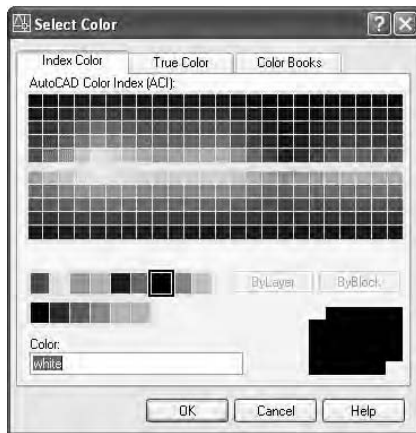 Select Color
Index Color
True Color
Color Books
AutoCAD Color Index (ACI):
ByLayer
ByBlock
Color:
white
OK
Cancel
Help